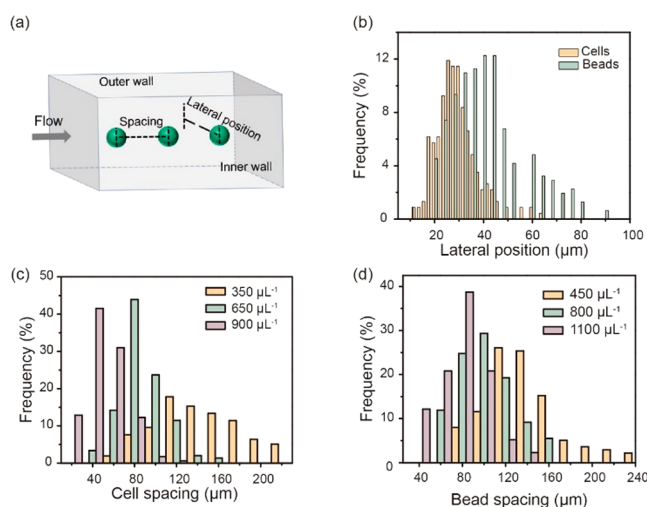 (a)
Outer wall
Flow
Spacing
Lateral position
Inner wall
(b)
Frequency (%)
12
8
4
0
Cells
Beads
20 40 60 80 100
Lateral position (μm)
(c)
Frequency (%)
50
40
30
20
10
0
350 μL⁻¹
650 μL⁻¹
900 μL⁻¹
40 80 120 160 200
Cell spacing (μm)
(d)
Frequency (%)
40
30
20
10
0
450 μL⁻¹
800 μL⁻¹
1100 μL⁻¹
40 80 120 160 200 240
Bead spacing (μm)